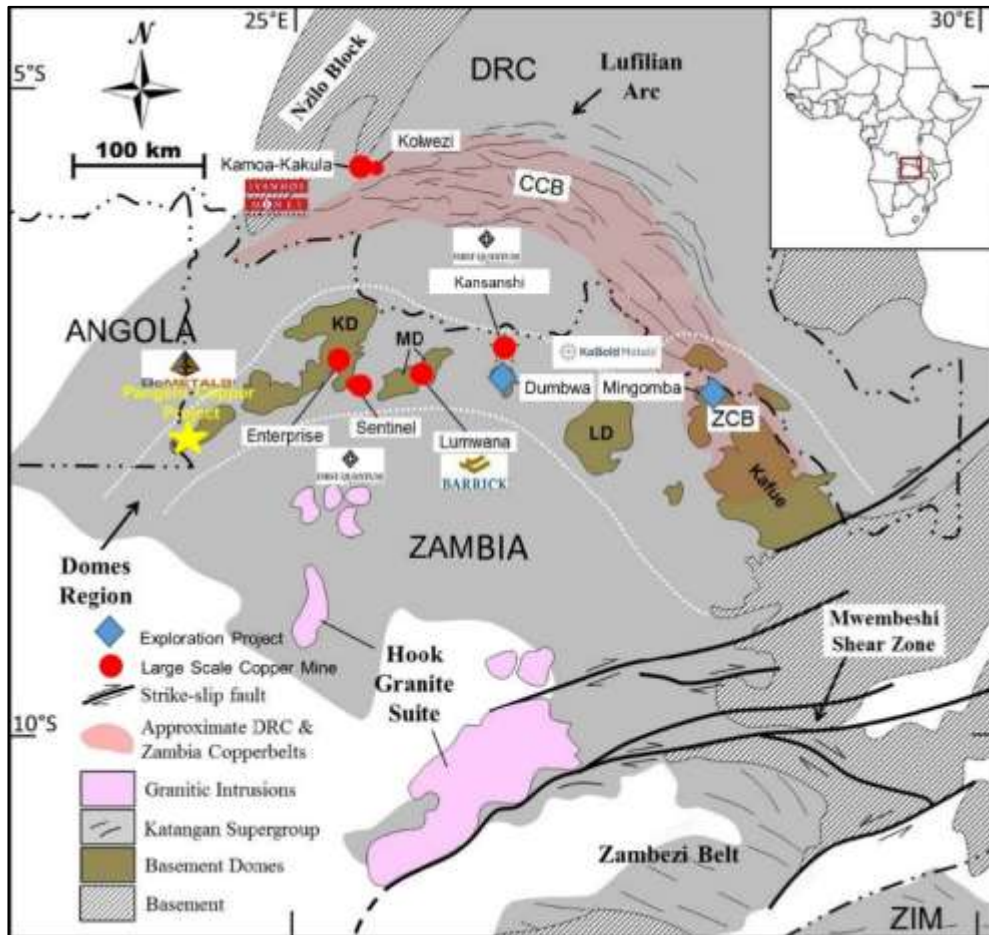 25°E
30°E
N
5°S
100 km
Nzilo Block
DRC
Lufilian
Arc
Kolwezi
Kamoa-Kakula
CCB
FIRST QUANTUM
Kansanshi
ANGOLA
KD
MD
KoBold Metals
Dumbwa
Mingomba
ZCB
Pangeni Copper
Project
Enterprise
Sentinel
Lumwana
LD
FIRST QUANTUM
BARRICK
Kafue
ZAMBIA
Domes
Region
Exploration Project
Large Scale Copper Mine
Strike-slip fault
Hook
Granite
Suite
Mwembeshi
Shear Zone
10°S
Approximate DRC &
Zambia Copperbelts
Granitic Intrusions
Katangan Supergroup
Basement Domes
Basement
Zambezi Belt
ZIM